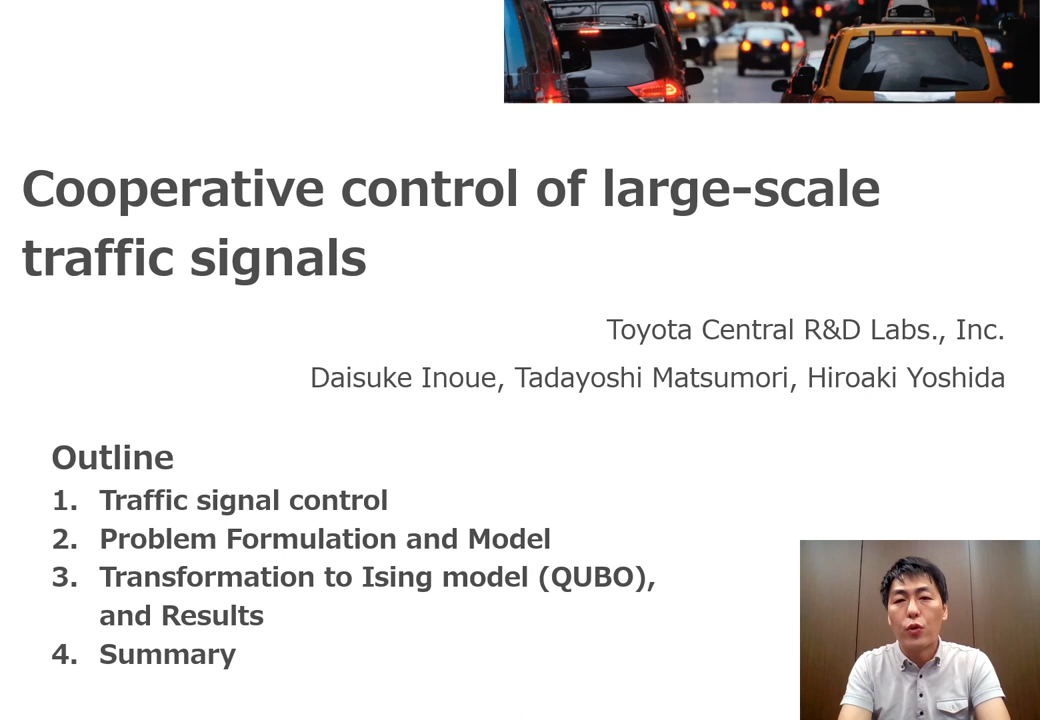 Cooperative control of large-scale
traffic signals
Toyota Central R&D Labs., Inc.
Daisuke Inoue, Tadayoshi Matsumori, Hiroaki Yoshida
Outline
1. Traffic signal control
2. Problem Formulation and Model
3. Transformation to Ising model (QUBO),
and Results
4. Summary